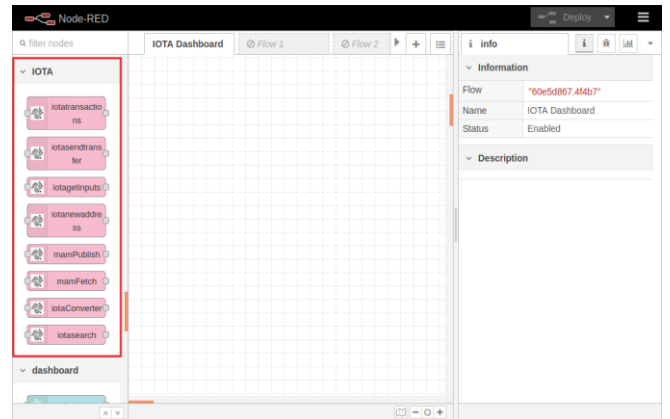 Node-RED
Deploy
filter nodes
IOTA Dashboard
Flow 1
Flow 2
i info
i
IOTA
iotatransactio
ns
iotasendtrans
fer
iotagetinputs
iotanewaddre
ss
mamPublish
mamFetch
iotaConverter
iotasearch
dashboard
Information
Flow
"60e5d867.4f4b7"
Name
IOTA Dashboard
Status
Enabled
Description